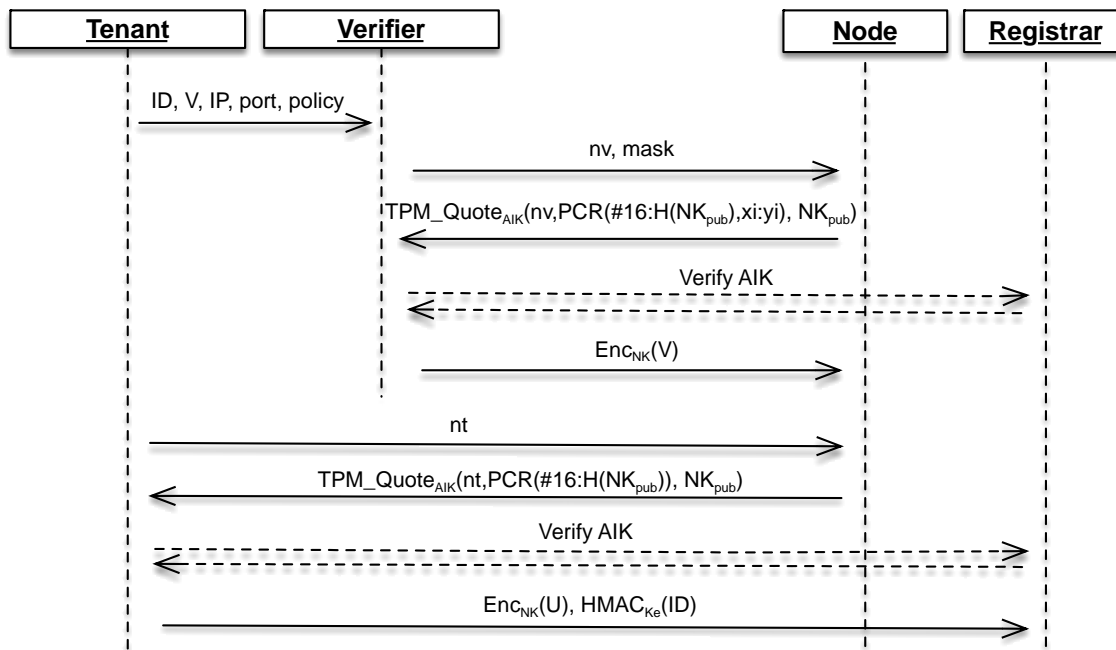 Tenant Verifier Node Registrar
ID, V, IP, port, policy
nv, mask
TPM_QuoteAIK(nv,PCR(#16:H(NKpub),xi:yi), NKpub)
Verify AIK
EncNK(V)
nt
TPM_QuoteAIK(nt,PCR(#16:H(NKpub)), NKpub)
Verify AIK
EncNK(U), HMACKe(ID)